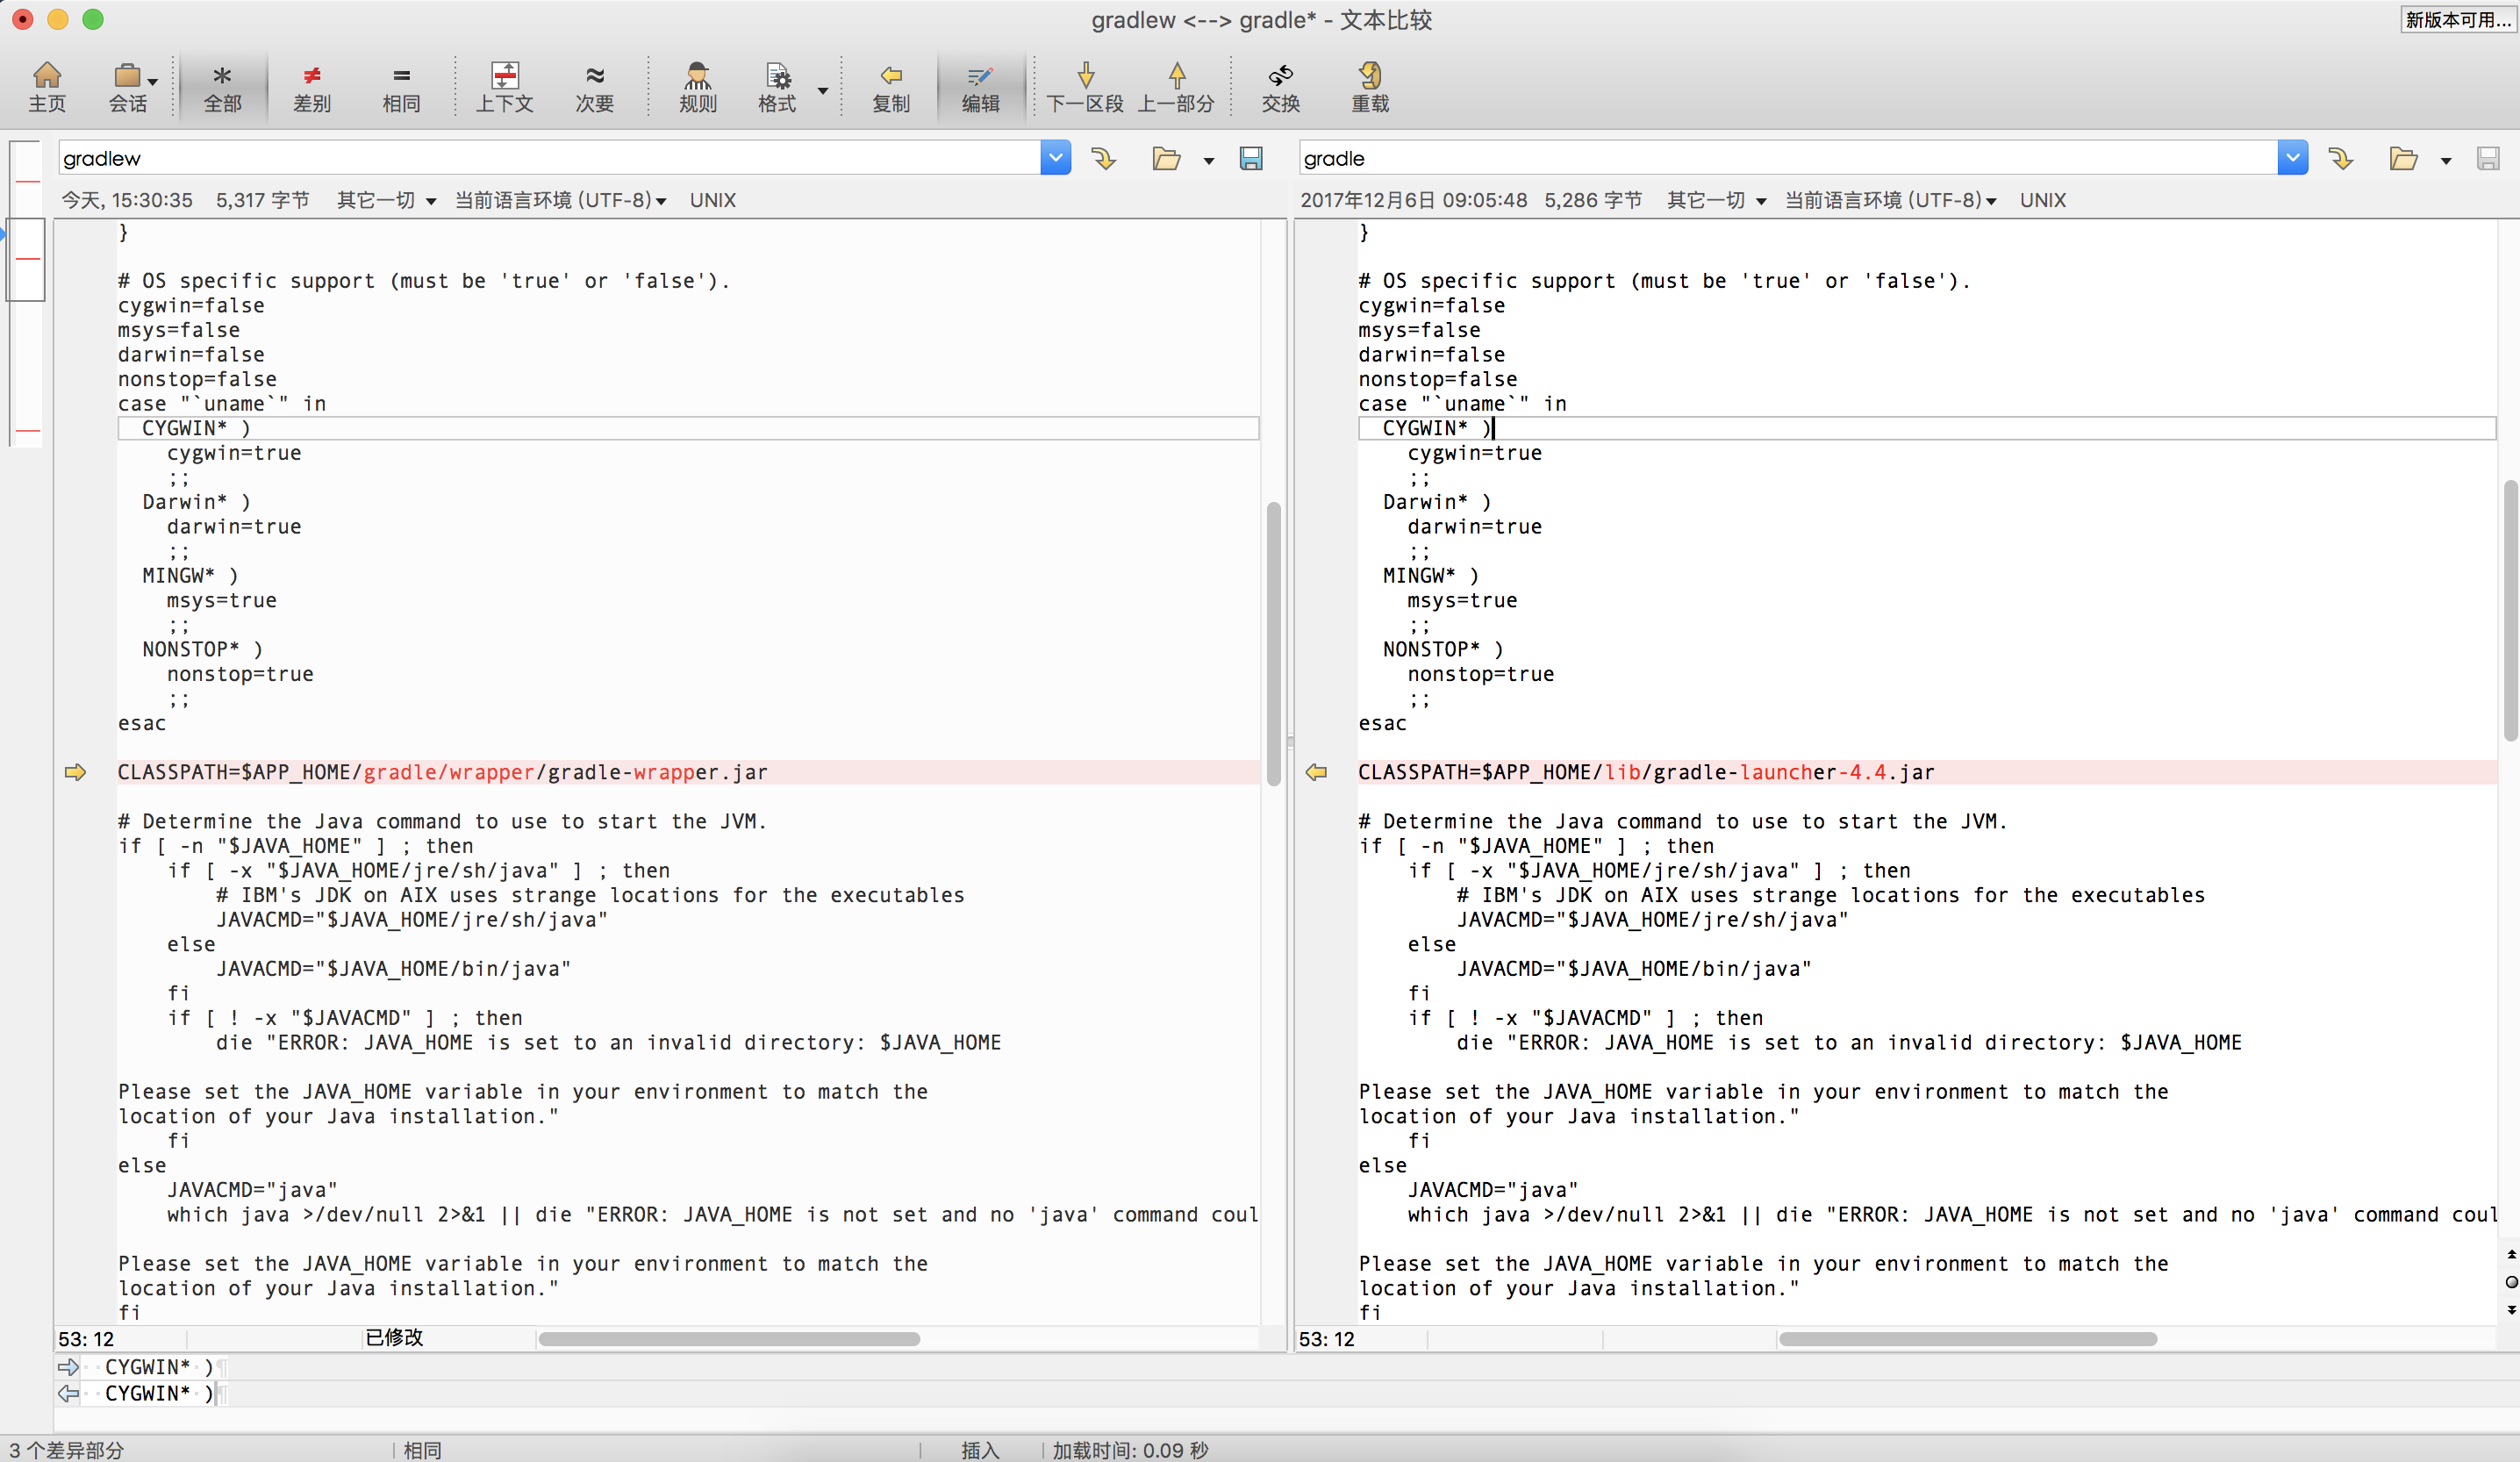 gradlew <--> gradle* - 文本比较
新版本可用...
主页 会话 全部 差别 相同 上下文 次要 规则 格式 复制 编辑 下一区段 上一部分 交换 重载
gradlew
今天, 15:30:35 5,317 字节 其它一切 当前语言环境 (UTF-8) UNIX
}

# OS specific support (must be 'true' or 'false').
cygwin=false
msys=false
darwin=false
nonstop=false
case "`uname`" in
  CYGWIN* )
    cygwin=true
    ;;
  Darwin* )
    darwin=true
    ;;
  MINGW* )
    msys=true
    ;;
  NONSTOP* )
    nonstop=true
    ;;
esac

CLASSPATH=$APP_HOME/gradle/wrapper/gradle-wrapper.jar

# Determine the Java command to use to start the JVM.
if [ -n "$JAVA_HOME" ] ; then
    if [ -x "$JAVA_HOME/jre/sh/java" ] ; then
        # IBM's JDK on AIX uses strange locations for the executables
        JAVACMD="$JAVA_HOME/jre/sh/java"
    else
        JAVACMD="$JAVA_HOME/bin/java"
    fi
    if [ ! -x "$JAVACMD" ] ; then
        die "ERROR: JAVA_HOME is set to an invalid directory: $JAVA_HOME

Please set the JAVA_HOME variable in your environment to match the
location of your Java installation."
    fi
else
    JAVACMD="java"
    which java >/dev/null 2>&1 || die "ERROR: JAVA_HOME is not set and no 'java' command coul

Please set the JAVA_HOME variable in your environment to match the
location of your Java installation."
fi
53: 12 已修改
gradle
2017年12月6日 09:05:48 5,286 字节 其它一切 当前语言环境 (UTF-8) UNIX
}

# OS specific support (must be 'true' or 'false').
cygwin=false
msys=false
darwin=false
nonstop=false
case "`uname`" in
  CYGWIN* )
    cygwin=true
    ;;
  Darwin* )
    darwin=true
    ;;
  MINGW* )
    msys=true
    ;;
  NONSTOP* )
    nonstop=true
    ;;
esac

CLASSPATH=$APP_HOME/lib/gradle-launcher-4.4.jar

# Determine the Java command to use to start the JVM.
if [ -n "$JAVA_HOME" ] ; then
    if [ -x "$JAVA_HOME/jre/sh/java" ] ; then
        # IBM's JDK on AIX uses strange locations for the executables
        JAVACMD="$JAVA_HOME/jre/sh/java"
    else
        JAVACMD="$JAVA_HOME/bin/java"
    fi
    if [ ! -x "$JAVACMD" ] ; then
        die "ERROR: JAVA_HOME is set to an invalid directory: $JAVA_HOME

Please set the JAVA_HOME variable in your environment to match the
location of your Java installation."
    fi
else
    JAVACMD="java"
    which java >/dev/null 2>&1 || die "ERROR: JAVA_HOME is not set and no 'java' command coul

Please set the JAVA_HOME variable in your environment to match the
location of your Java installation."
fi
53: 12
··CYGWIN*·)¶
··CYGWIN*·)¶
3 个差异部分 相同 插入 加载时间: 0.09 秒